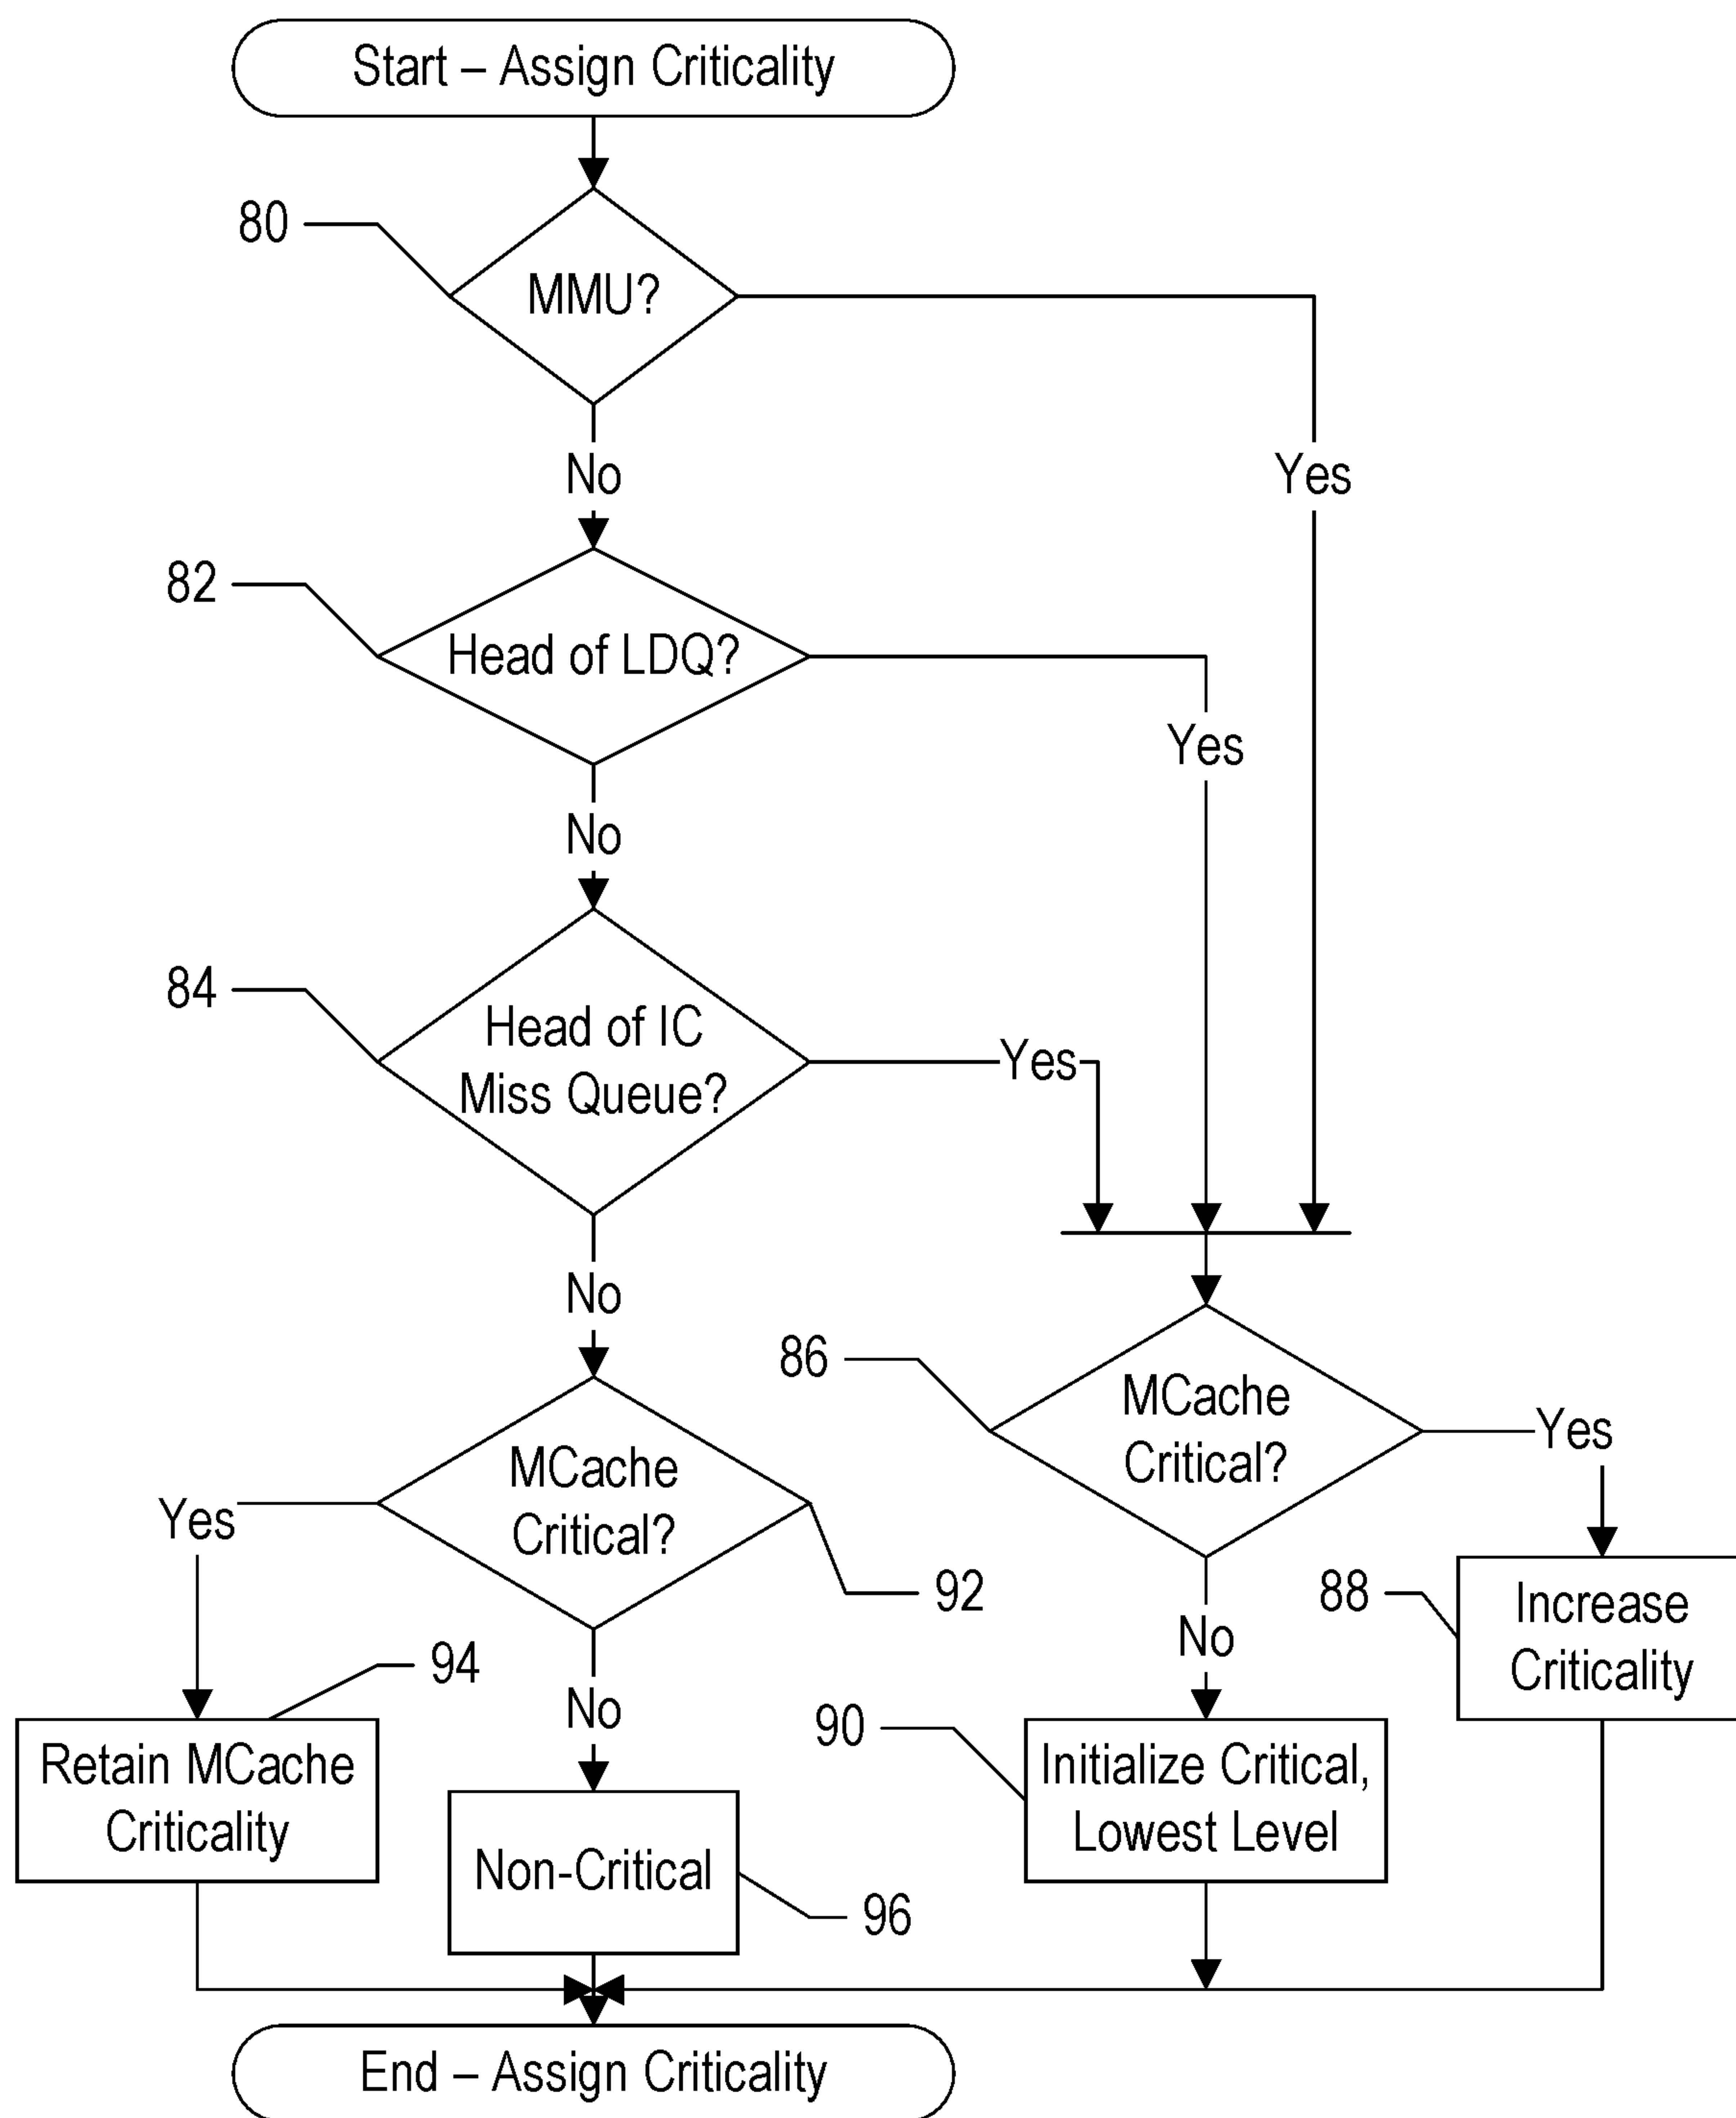 Start – Assign Criticality
80
MMU?
No
Yes
82
Head of LDQ?
Yes
No
84
Head of IC
Miss Queue?
Yes
No
86
MCache
Critical?
Yes
MCache
Critical?
Yes
92
88
Increase
Criticality
No
94
No
90
Retain MCache
Criticality
Initialize Critical,
Lowest Level
Non-Critical
96
End – Assign Criticality